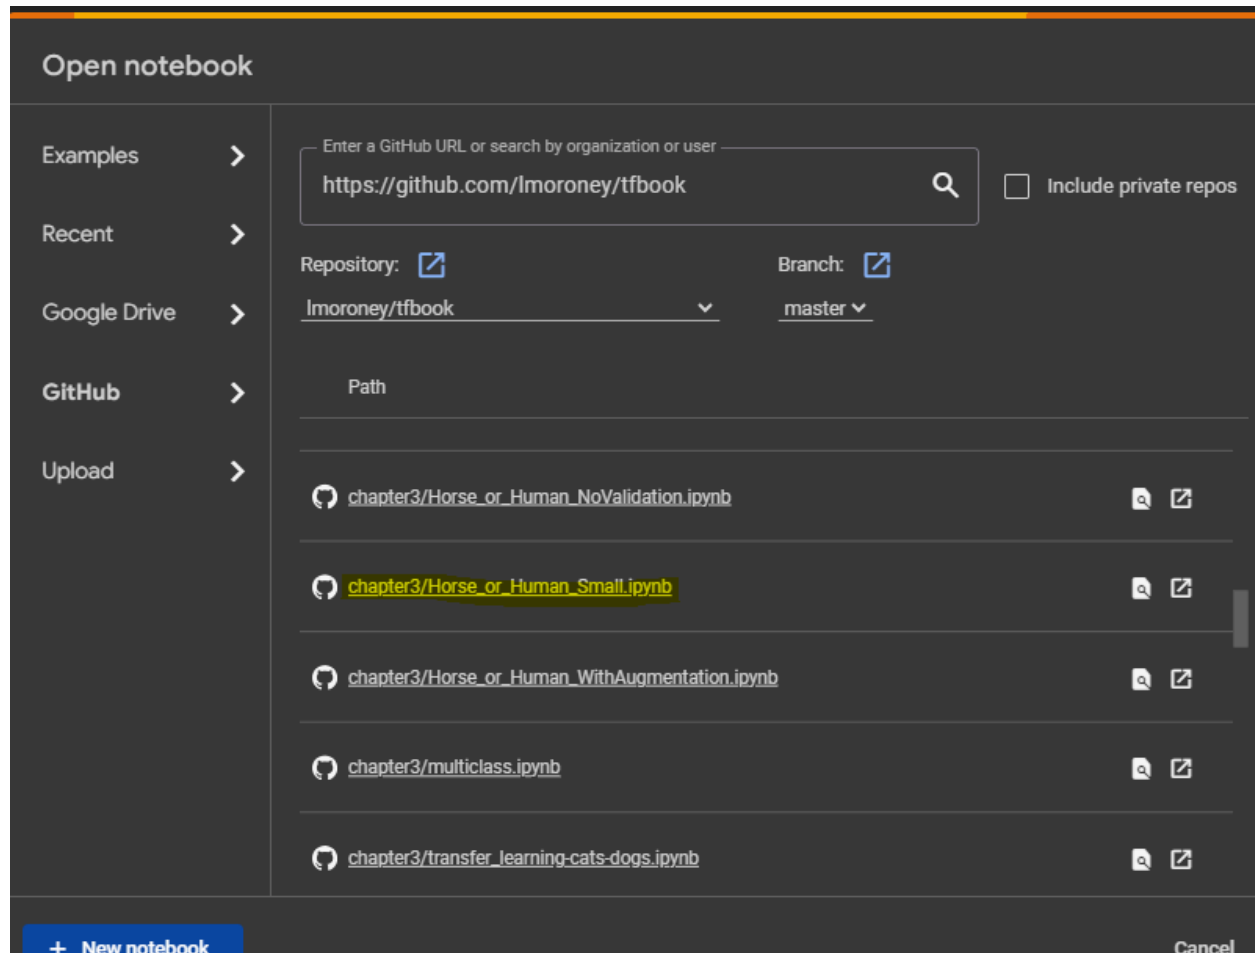 Open notebook
Examples
Recent
Google Drive
GitHub
Upload
Enter a GitHub URL or search by organization or user
https://github.com/lmoroney/tfbook
Include private repos
Repository:
Branch:
lmoroney/tfbook
master
Path
chapter3/Horse_or_Human_NoValidation.ipynb
chapter3/Horse_or_Human_Small.ipynb
chapter3/Horse_or_Human_WithAugmentation.ipynb
chapter3/multiclass.ipynb
chapter3/transfer_learning-cats-dogs.ipynb
+ New notebook
Cancel